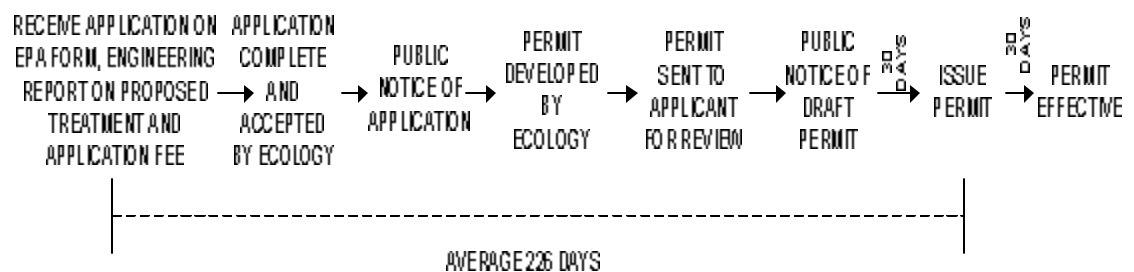 RECEIVE APPLICATION ON
EPA FORM, ENGINEERING
REPORT ON PROPOSED
TREATMENT AND
APPLICATION FEE
APPLICATION
COMPLETE
AND
ACCEPTED
BY ECOLOGY
PUBLIC
NOTICE OF
APPLICATION
PERMIT
DEVELOPED
BY
ECOLOGY
PERMIT
SENT TO
APPLICANT
FOR REVIEW
PUBLIC
NOTICE OF
DRAFT
PERMIT
30
DAYS
ISSUE
PERMIT
30
DAYS
PERMIT
EFFECTIVE
AVERAGE 226 DAYS